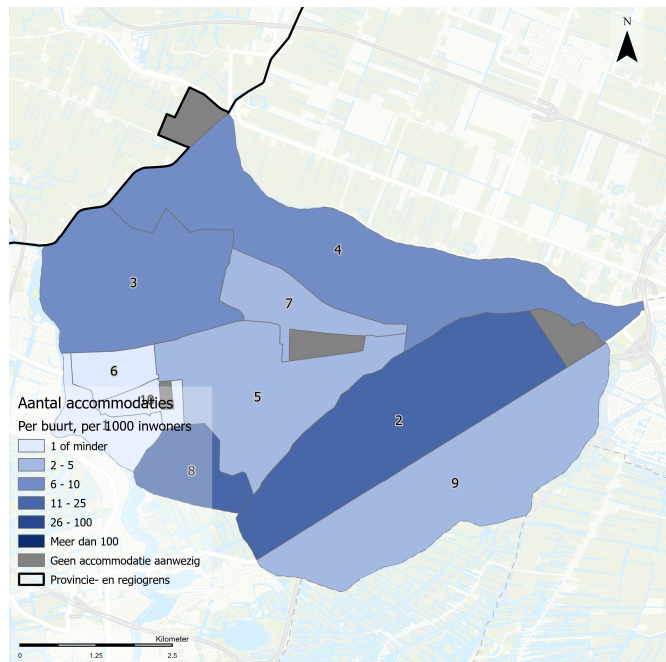 N
4
3
7
6
10
Aantal accommodaties
5
2
1
Per buurt, per 1000 inwoners
1 of minder
2 - 5
8
6 - 10
9
11 - 25
26 - 100
Meer dan 100
Geen accommodatie aanwezig
Provincie- en regiogrens
Kilometer
0 1.25 2.5